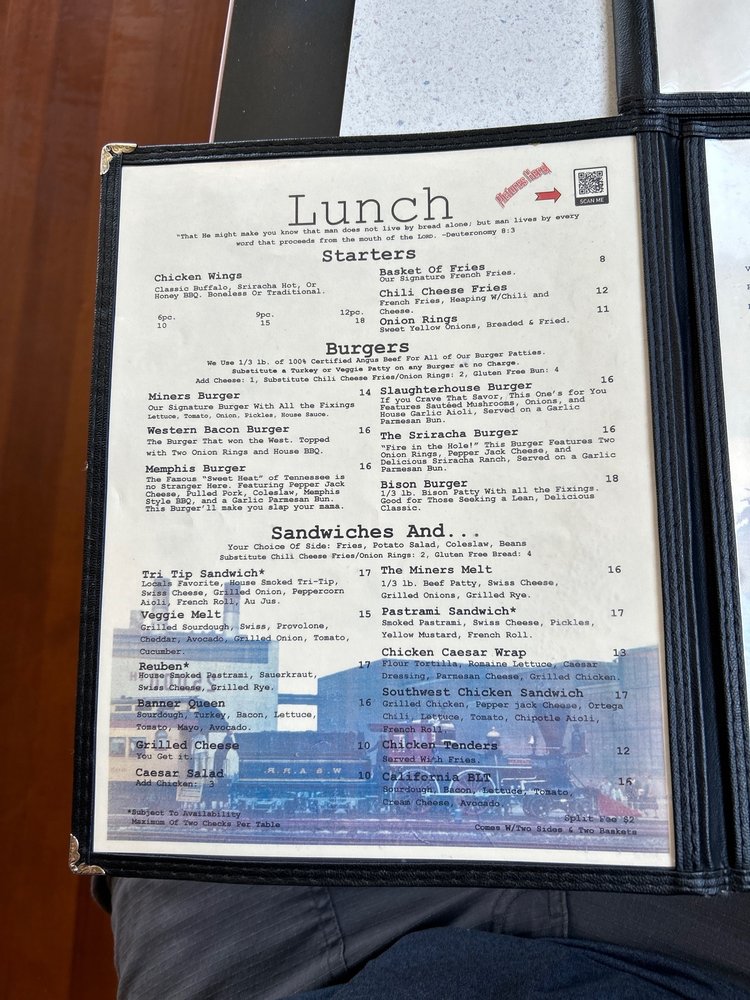 Lunch
Pictures Here!
SCAN ME
"That He might make you know that man does not live by bread alone; but man lives by every
word that proceeds from the mouth of the LORD. -Deuteronomy 8:3
Starters
Chicken Wings
Classic Buffalo, Sriracha Hot, Or
Honey BBQ. Boneless Or Traditional.
6pc. 9pc. 12pc.
10 15 18
Basket Of Fries 8
Our Signature French Fries.
Chili Cheese Fries 12
French Fries, Heaping W/Chili and
Cheese.
Onion Rings 11
Sweet Yellow Onions, Breaded & Fried.
Burgers
We Use 1/3 lb. of 100% Certified Angus Beef For All of Our Burger Patties.
Substitute a Turkey or Veggie Patty on any Burger at no Charge.
Add Cheese: 1, Substitute Chili Cheese Fries/Onion Rings: 2, Gluten Free Bun: 4
Miners Burger 14
Our Signature Burger With All the Fixings
Lettuce, Tomato, Onion, Pickles, House Sauce.
Western Bacon Burger 16
The Burger That won the West. Topped
with Two Onion Rings and House BBQ.
Memphis Burger 16
The Famous "Sweet Heat" of Tennessee is
no Stranger Here. Featuring Pepper Jack
Cheese, Pulled Pork, Coleslaw, Memphis
Style BBQ, and a Garlic Parmesan Bun.
This Burger'll make you slap your mama.
Slaughterhouse Burger 16
If you Crave That Savor, This One's for You
Features Sautéed Mushrooms, Onions, and
House Garlic Aioli, Served on a Garlic
Parmesan Bun.
The Sriracha Burger 16
"Fire in the Hole!" This Burger Features Two
Onion Rings, Pepper Jack Cheese, and
Delicious Sriracha Ranch, Served on a Garlic
Parmesan Bun.
Bison Burger 18
1/3 lb. Bison Patty With all the Fixings.
Good for Those Seeking a Lean, Delicious
Classic.
Sandwiches And...
Your Choice Of Side: Fries, Potato Salad, Coleslaw, Beans
Substitute Chili Cheese Fries/Onion Rings: 2, Gluten Free Bread: 4
Tri Tip Sandwich* 17
Locals Favorite, House Smoked Tri-Tip,
Swiss Cheese, Grilled Onion, Peppercorn
Aioli, French Roll, Au Jus.
Veggie Melt 15
Grilled Sourdough, Swiss, Provolone,
Cheddar, Avocado, Grilled Onion, Tomato,
Cucumber.
Reuben* 17
House Smoked Pastrami, Sauerkraut,
Swiss Cheese, Grilled Rye.
Banner Queen 16
Sourdough, Turkey, Bacon, Lettuce,
Tomato, Mayo, Avocado.
Grilled Cheese 10
You Get it.
Caesar Salad 10
Add Chicken: 3
The Miners Melt 16
1/3 lb. Beef Patty, Swiss Cheese,
Grilled Onions, Grilled Rye.
Pastrami Sandwich* 17
Smoked Pastrami, Swiss Cheese, Pickles,
Yellow Mustard, French Roll.
Chicken Caesar Wrap 13
Flour Tortilla, Romaine Lettuce, Caesar
Dressing, Parmesan Cheese, Grilled Chicken.
Southwest Chicken Sandwich 17
Grilled Chicken, Pepper jack Cheese, Ortega
Chili, Lettuce, Tomato, Chipotle Aioli,
French Roll
Chicken Tenders 12
Served With Fries.
California BLT 16
Sourdough, Bacon, Lettuce, Tomato,
Cream Cheese, Avocado.
*Subject To Availability
Maximum Of Two Checks Per Table
Split Fee $2
Comes W/Two Sides & Two Baskets